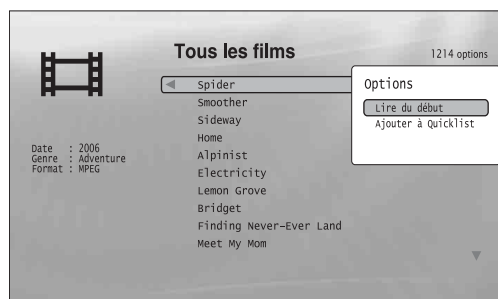 Tous les films
1214 options
Spider
Smoother
Sideway
Home
Alpinist
Electricity
Lemon Grove
Bridget
Finding Never-Ever Land
Meet My Mom
Date : 2006
Genre : Adventure
Format : MPEG
Options
Lire du début
Ajouter à Quicklist